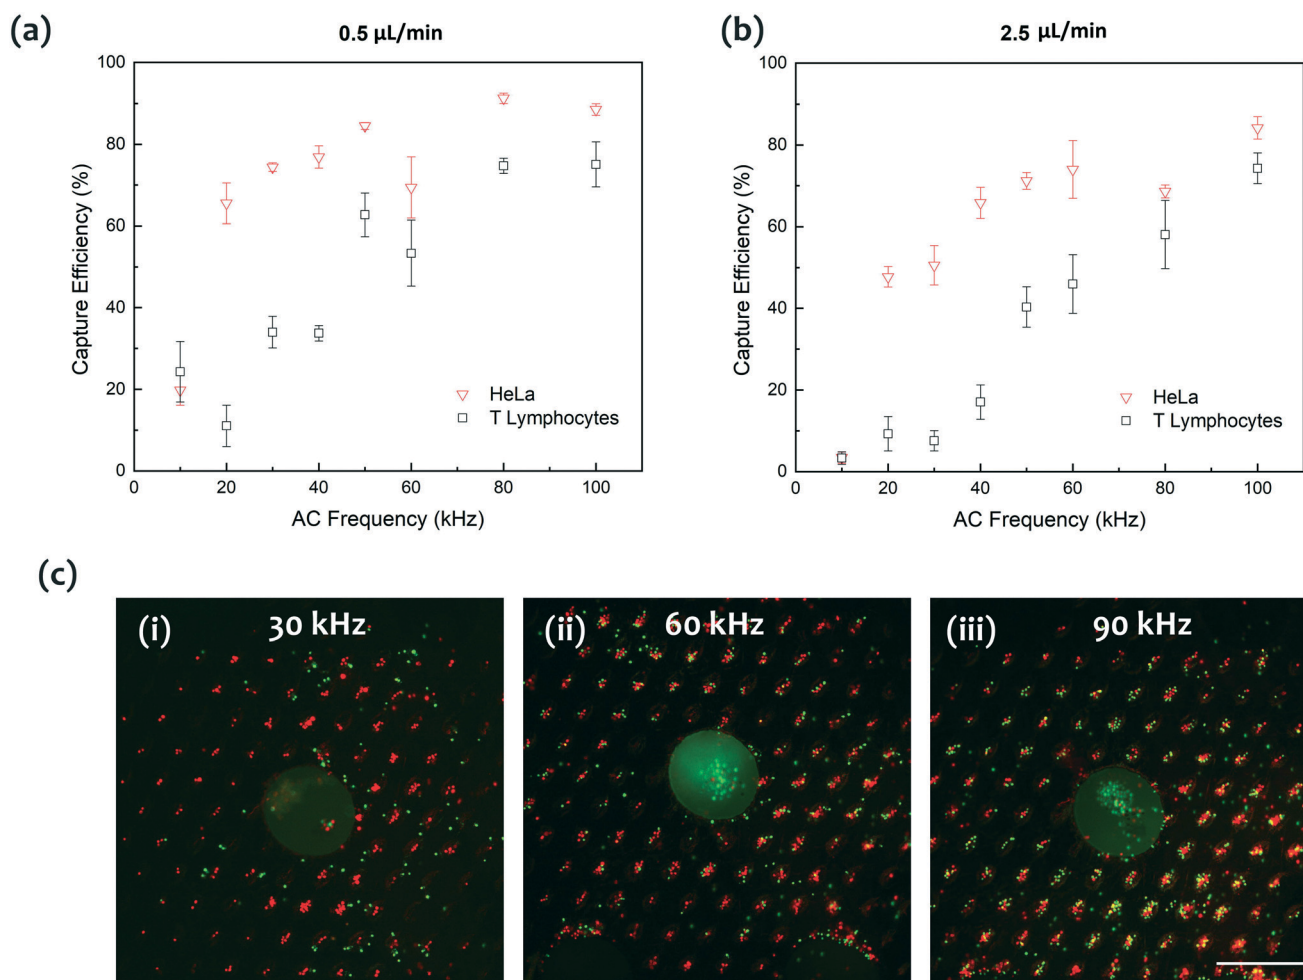 (a)
0.5 µL/min
Capture Efficiency (%)
100
80
60
40
20
0
HeLa
T Lymphocytes
0 20 40 60 80 100
AC Frequency (kHz)
(b)
2.5 µL/min
Capture Efficiency (%)
100
80
60
40
20
0
HeLa
T Lymphocytes
0 20 40 60 80 100
AC Frequency (kHz)
(c)
(i) 30 kHz
(ii) 60 kHz
(iii) 90 kHz